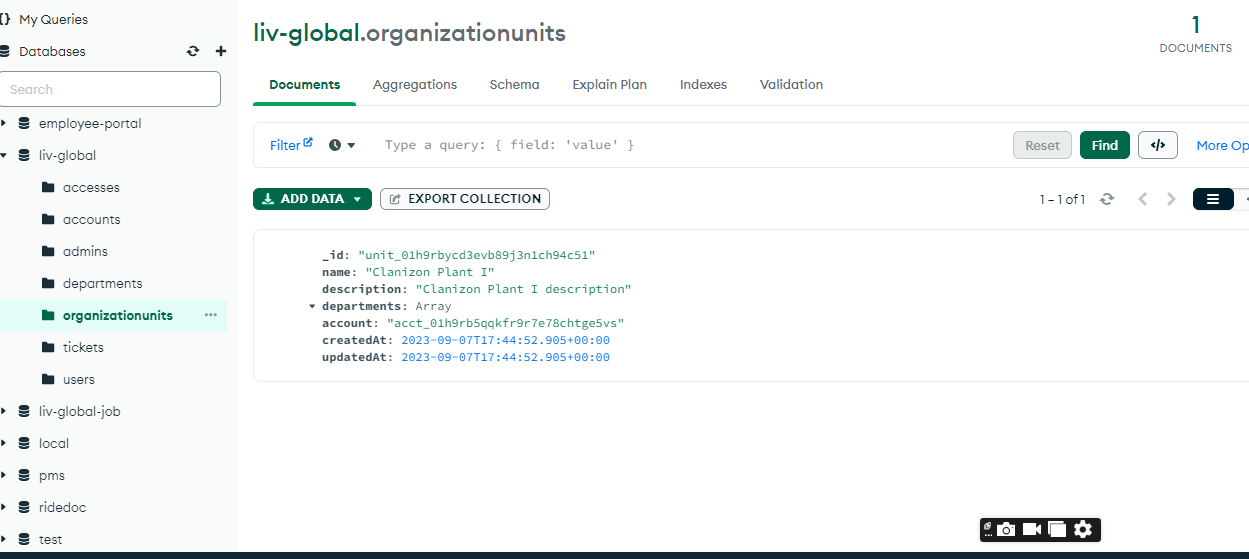 {} My Queries
Databases
Search
employee-portal
liv-global
accesses
accounts
admins
departments
organizationunits
tickets
users
liv-global-job
local
pms
ridedoc
test
liv-global.organizationunits
1
DOCUMENTS
Documents Aggregations Schema Explain Plan Indexes Validation
Filter Type a query: { field: 'value' } Reset Find </> More Op
ADD DATA EXPORT COLLECTION 1 – 1 of 1
_id: "unit_01h9rbycd3evb89j3n1ch94c51"
name: "Clanizon Plant I"
description: "Clanizon Plant I description"
departments: Array
account: "acct_01h9rb5qqkfr9r7e78chtge5vs"
createdAt: 2023-09-07T17:44:52.905+00:00
updatedAt: 2023-09-07T17:44:52.905+00:00